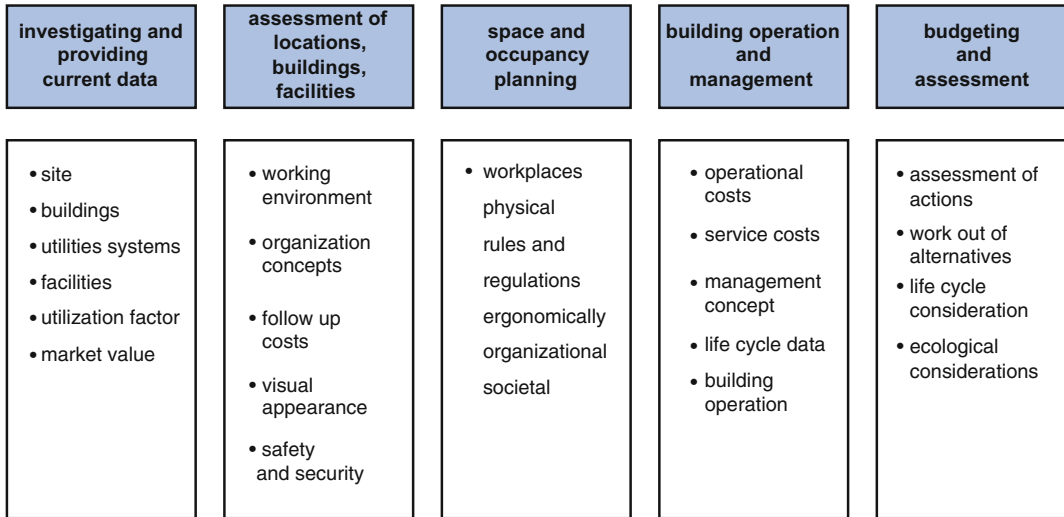 investigating and
providing
current data
assessment of
locations,
buildings,
facilities
space and
occupancy
planning
building operation
and
management
budgeting
and
assessment
• site
• buildings
• utilities systems
• facilities
• utilization factor
• market value
• working
environment
• organization
concepts
• follow up
costs
• visual
appearance
• safety
and security
• workplaces
physical
rules and
regulations
ergonomically
organizational
societal
• operational
costs
• service costs
• management
concept
• life cycle data
• building
operation
• assessment of
actions
• work out of
alternatives
• life cycle
consideration
• ecological
considerations